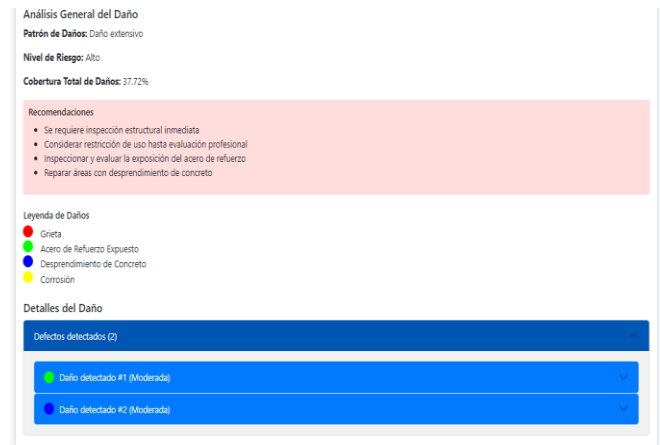 Análisis General del Daño
Patrón de Daños: Daño extensivo
Nivel de Riesgo: Alto
Cobertura Total de Daños: 37.72%
Recomendaciones
Se requiere inspección estructural inmediata
Considerar restricción de uso hasta evaluación profesional
Inspeccionar y evaluar la exposición del acero de refuerzo
Reparar áreas con desprendimiento de concreto
Leyenda de Daños
Grieta
Acero de Refuerzo Expuesto
Desprendimiento de Concreto
Corrosión
Detalles del Daño
Defectos detectados (2)
Daño detectado #1 (Moderada)
Daño detectado #2 (Moderada)